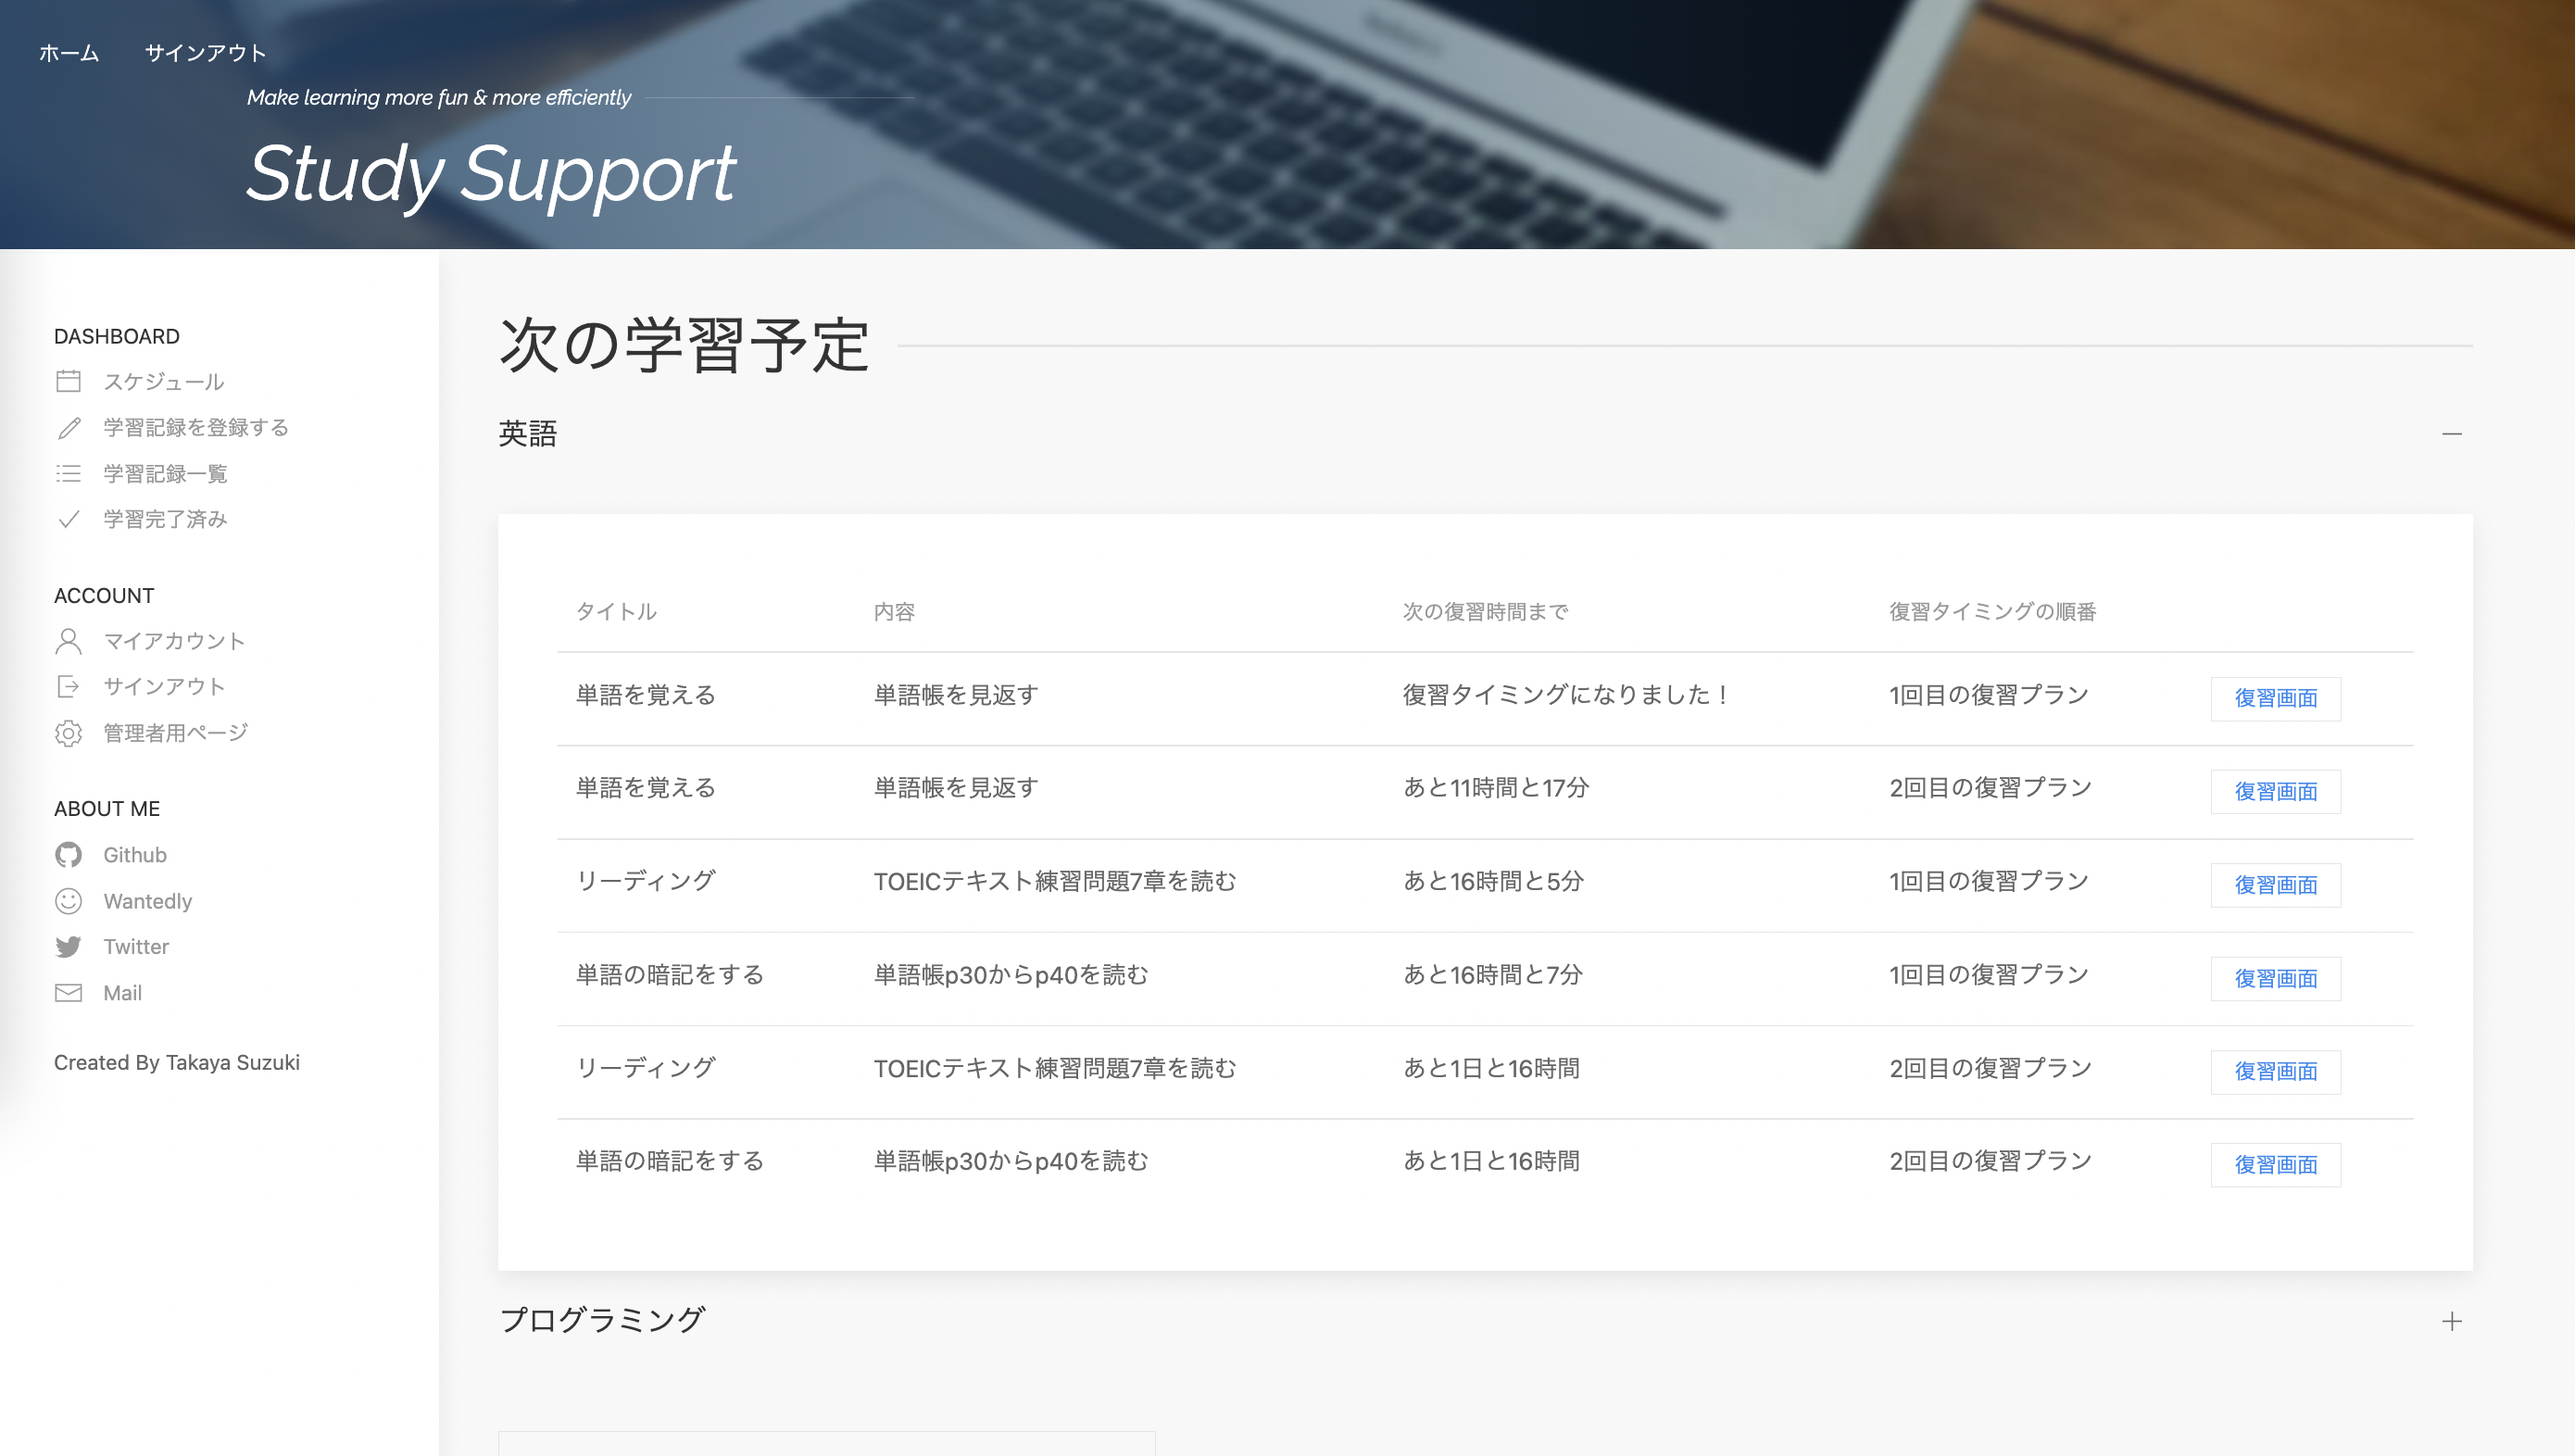 ホーム サインアウト
Make learning more fun & more efficiently
Study Support
DASHBOARD
スケジュール
学習記録を登録する
学習記録一覧
学習完了済み
ACCOUNT
マイアカウント
サインアウト
管理者用ページ
ABOUT ME
Github
Wantedly
Twitter
Mail
Created By Takaya Suzuki
次の学習予定
英語
タイトル 内容 次の復習時間まで 復習タイミングの順番
単語を覚える 単語帳を見返す 復習タイミングになりました！ 1回目の復習プラン 復習画面
単語を覚える 単語帳を見返す あと11時間と17分 2回目の復習プラン 復習画面
リーディング TOEICテキスト練習問題7章を読む あと16時間と5分 1回目の復習プラン 復習画面
単語の暗記をする 単語帳p30からp40を読む あと16時間と7分 1回目の復習プラン 復習画面
リーディング TOEICテキスト練習問題7章を読む あと1日と16時間 2回目の復習プラン 復習画面
単語の暗記をする 単語帳p30からp40を読む あと1日と16時間 2回目の復習プラン 復習画面
プログラミング